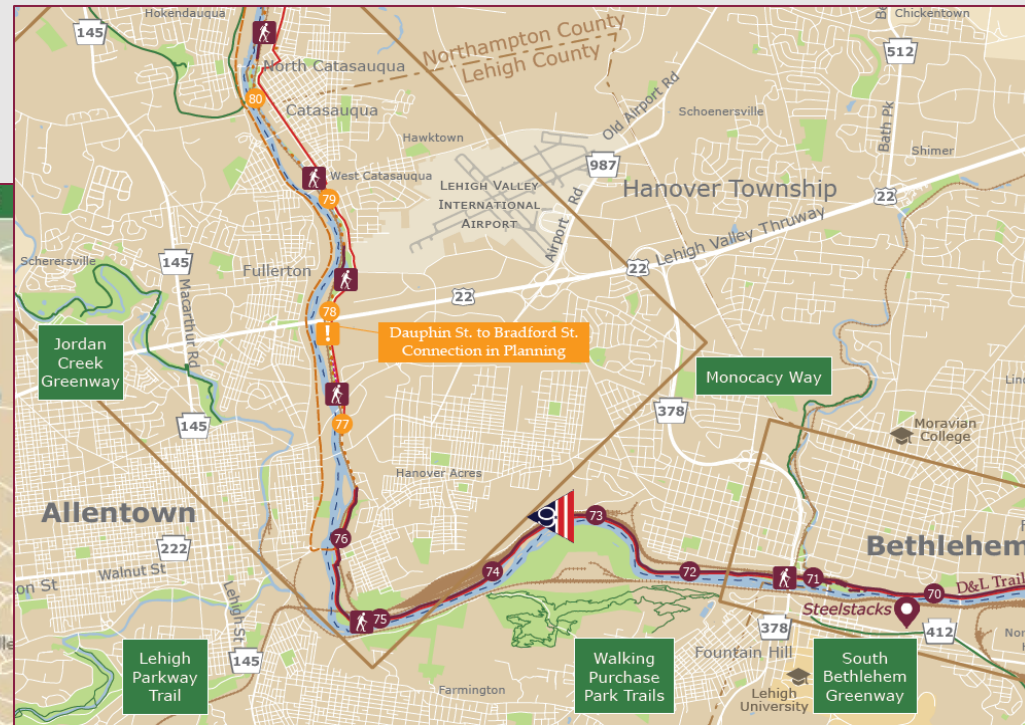 Hokendauqua
145
Chickentown
512
Northampton County
Lehigh County
North Catasauqua
80
Catasauqua
Old Airport Rd
Schoenersville
Bath Pk
Hawktown
Shimer
987
West Catasauqua
LEHIGH VALLEY
INTERNATIONAL
AIRPORT
Hanover Township
79
22
Airport Rd
Lehigh Valley Thruway
Scherersville
145
Fullerton
22
22
Macarthur Rd
78
!
Dauphin St. to Bradford St.
Connection in Planning
Jordan
Creek
Greenway
Monocacy Way
378
145
77
Moravian
College
Hanover Acres
Allentown
76
73
222
Walnut St
on St
Bethlehem
74
72
71
70
D&L Trail
Lehigh St
75
Steelstacks
378
412
Lehigh
Parkway
Trail
145
Walking
Purchase
Park Trails
Fountain Hill
South
Bethlehem
Greenway
Farmington
Lehigh
University